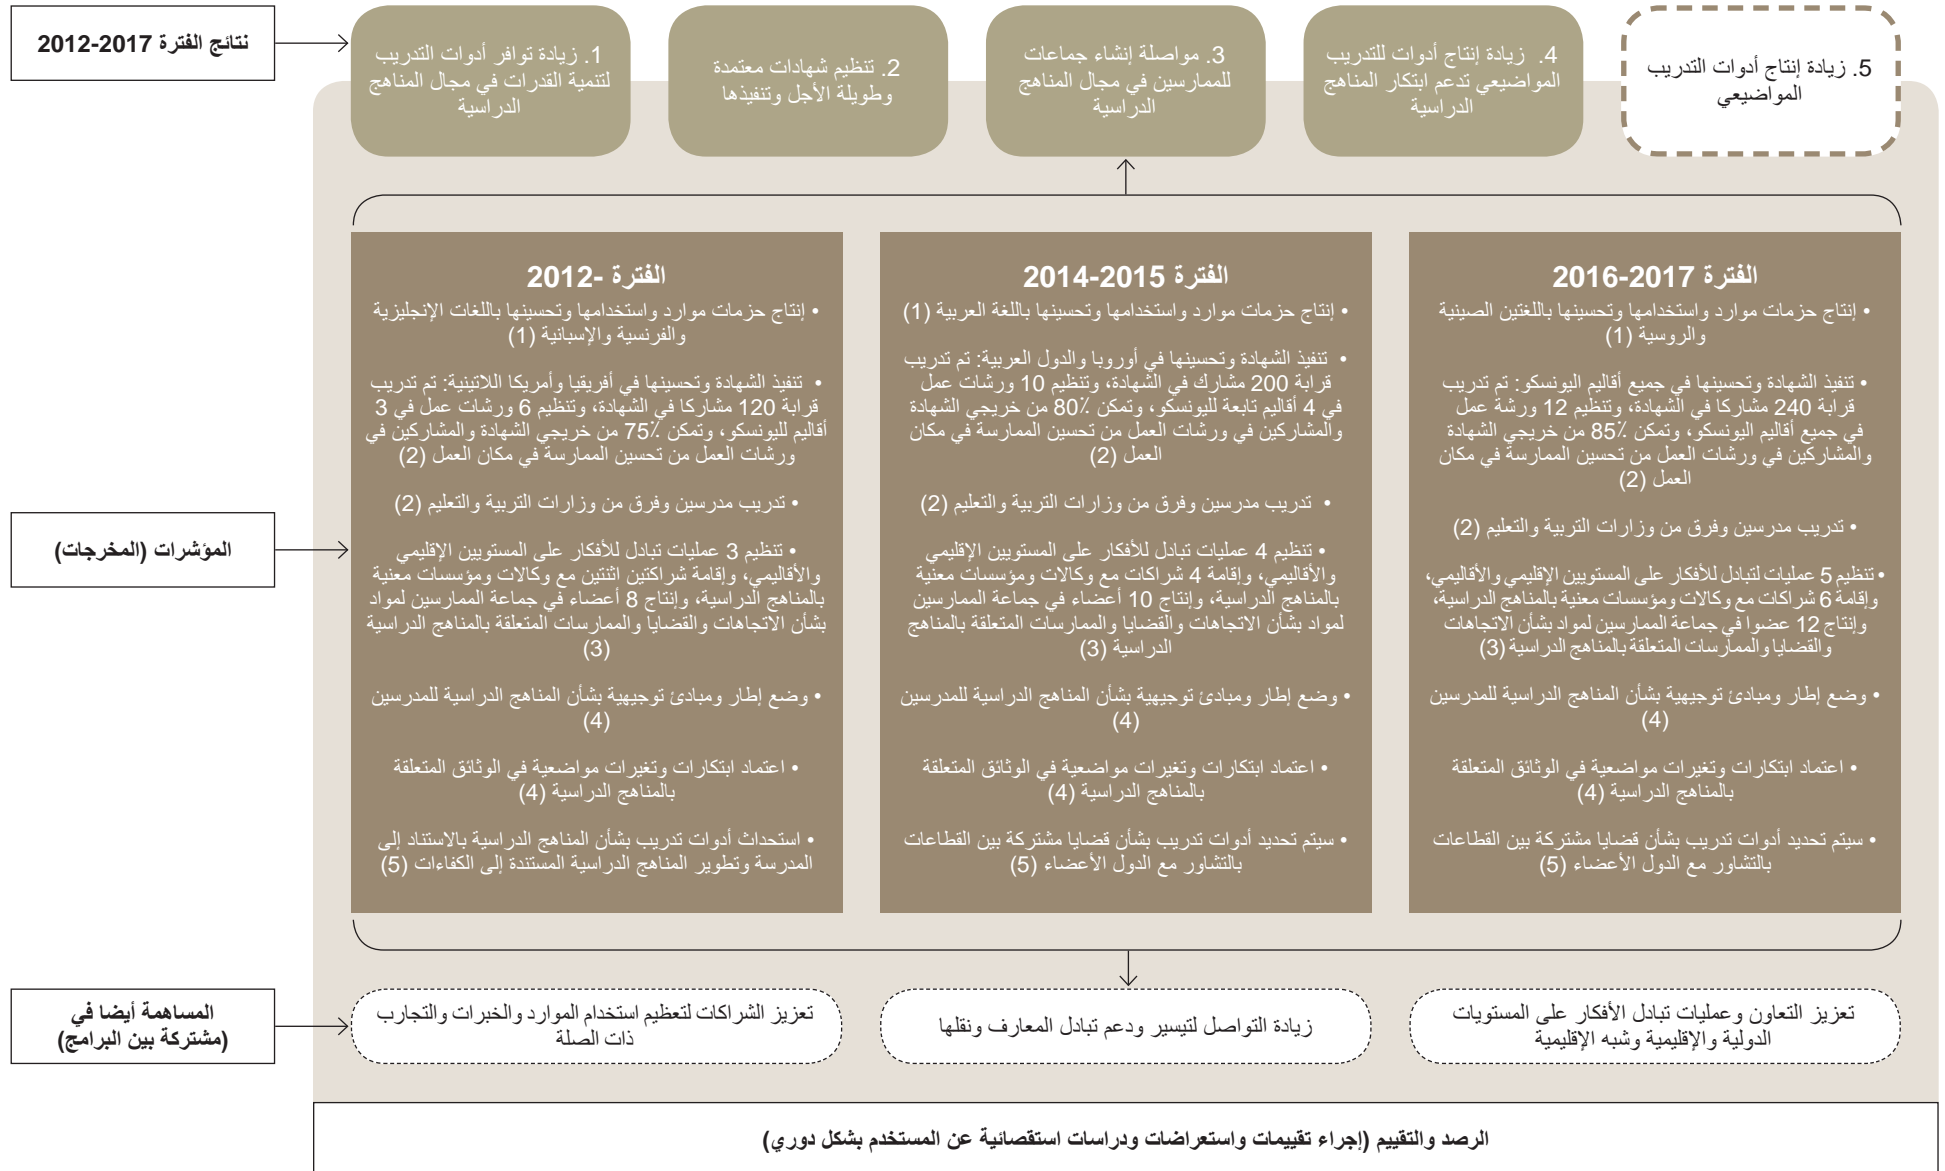 نتائج الفترة 2017-2012
1. زيادة توافر أدوات التدريب
لتنمية القدرات في مجال المناهج
الدراسية
2. تنظيم شهادات معتمدة
وطويلة الأجل وتنفيذها
3. مواصلة إنشاء جماعات
للممارسين في مجال المناهج
الدراسية
4. زيادة إنتاج أدوات للتدريب
المواضيعي تدعم ابتكار المناهج
الدراسية
5. زيادة إنتاج أدوات التدريب
المواضيعي
المؤشرات (المخرجات)
الفترة -2012
• إنتاج حزمات موارد واستخدامها وتحسينها باللغات الإنجليزية
والفرنسية والإسبانية (1)
• تنفيذ الشهادة وتحسينها في أفريقيا وأمريكا اللاتينية: تم تدريب
قرابة 120 مشاركا في الشهادة، وتنظيم 6 ورشات عمل في 3
أقاليم لليونسكو، وتمكن 75٪ من خريجي الشهادة والمشاركين في
ورشات العمل من تحسين الممارسة في مكان العمل (2)
• تدريب مدرسين وفرق من وزارات التربية والتعليم (2)
• تنظيم 3 عمليات تبادل للأفكار على المستويين الإقليمي
والأقاليمي، وإقامة شراكتين اثنتين مع وكالات ومؤسسات معنية
بالمناهج الدراسية، وإنتاج 8 أعضاء في جماعة الممارسين لمواد
بشأن الاتجاهات والقضايا والممارسات المتعلقة بالمناهج الدراسية
(3)
• وضع إطار ومبادئ توجيهية بشأن المناهج الدراسية للمدرسين
(4)
• اعتماد ابتكارات وتغيرات مواضعية في الوثائق المتعلقة
بالمناهج الدراسية (4)
• استحداث أدوات تدريب بشأن المناهج الدراسية بالاستناد إلى
المدرسة وتطوير المناهج الدراسية المستندة إلى الكفاءات (5)
الفترة 2015-2014
• إنتاج حزمات موارد واستخدامها وتحسينها باللغة العربية (1)
• تنفيذ الشهادة وتحسينها في أوروبا والدول العربية: تم تدريب
قرابة 200 مشارك في الشهادة، وتنظيم 10 ورشات عمل
في 4 أقاليم تابعة لليونسكو، وتمكن 80٪ من خريجي الشهادة
والمشاركين في ورشات العمل من تحسين الممارسة في مكان
العمل (2)
• تدريب مدرسين وفرق من وزارات التربية والتعليم (2)
• تنظيم 4 عمليات تبادل للأفكار على المستويين الإقليمي
والأقاليمي، وإقامة 4 شراكات مع وكالات ومؤسسات معنية
بالمناهج الدراسية، وإنتاج 10 أعضاء في جماعة الممارسين
لمواد بشأن الاتجاهات والقضايا والممارسات المتعلقة بالمناهج
الدراسية (3)
• وضع إطار ومبادئ توجيهية بشأن المناهج الدراسية للمدرسين
(4)
• اعتماد ابتكارات وتغيرات مواضعية في الوثائق المتعلقة
بالمناهج الدراسية (4)
• سيتم تحديد أدوات تدريب بشأن قضايا مشتركة بين القطاعات
بالتشاور مع الدول الأعضاء (5)
الفترة 2017-2016
• إنتاج حزمات موارد واستخدامها وتحسينها باللغتين الصينية
والروسية (1)
• تنفيذ الشهادة وتحسينها في جميع أقاليم اليونسكو: تم تدريب
قرابة 240 مشاركا في الشهادة، وتنظيم 12 ورشة عمل
في جميع أقاليم اليونسكو، وتمكن 85٪ من خريجي الشهادة
والمشاركين في ورشات العمل من تحسين الممارسة في مكان
العمل (2)
• تدريب مدرسين وفرق من وزارات التربية والتعليم (2)
• تنظيم 5 عمليات لتبادل للأفكار على المستويين الإقليمي والأقاليمي،
وإقامة 6 شراكات مع وكالات ومؤسسات معنية بالمناهج الدراسية،
وإنتاج 12 عضوا في جماعة الممارسين لمواد بشأن الاتجاهات
والقضايا والممارسات المتعلقة بالمناهج الدراسية (3)
• وضع إطار ومبادئ توجيهية بشأن المناهج الدراسية للمدرسين
(4)
• اعتماد ابتكارات وتغيرات مواضعية في الوثائق المتعلقة
بالمناهج الدراسية (4)
• سيتم تحديد أدوات تدريب بشأن قضايا مشتركة بين القطاعات
بالتشاور مع الدول الأعضاء (5)
المساهمة أيضا في
(مشتركة بين البرامج)
تعزيز الشراكات لتعظيم استخدام الموارد والخبرات والتجارب
ذات الصلة
زيادة التواصل لتيسير ودعم تبادل المعارف ونقلها
تعزيز التعاون وعمليات تبادل الأفكار على المستويات
الدولية والإقليمية وشبه الإقليمية
الرصد والتقييم (إجراء تقييمات واستعراضات ودراسات استقصائية عن المستخدم بشكل دوري)